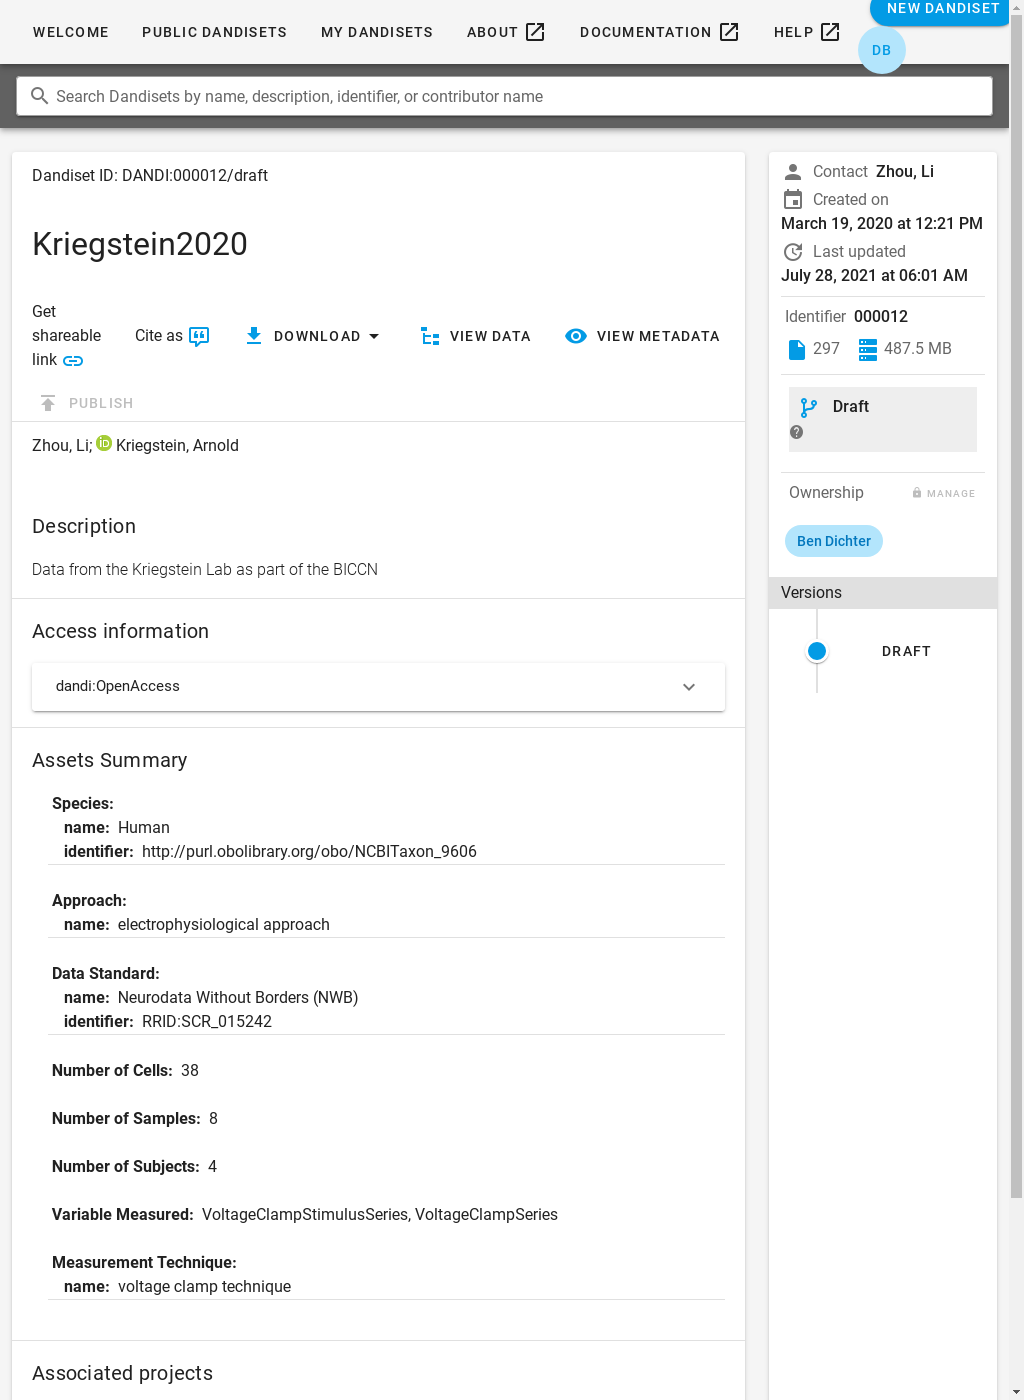 WELCOME PUBLIC DANDISETS MY DANDISETS ABOUT DOCUMENTATION HELP NEW DANDISET
DB
Search Dandisets by name, description, identifier, or contributor name
Dandiset ID: DANDI:000012/draft
Kriegstein2020
Get shareable link
Cite as
DOWNLOAD
VIEW DATA
VIEW METADATA
PUBLISH
Zhou, Li; iD Kriegstein, Arnold
Description
Data from the Kriegstein Lab as part of the BICCN
Access information
dandi:OpenAccess
Assets Summary
Species:
name: Human
identifier: http://purl.obolibrary.org/obo/NCBITaxon_9606
Approach:
name: electrophysiological approach
Data Standard:
name: Neurodata Without Borders (NWB)
identifier: RRID:SCR_015242
Number of Cells: 38
Number of Samples: 8
Number of Subjects: 4
Variable Measured: VoltageClampStimulusSeries, VoltageClampSeries
Measurement Technique:
name: voltage clamp technique
Associated projects
Contact Zhou, Li
Created on
March 19, 2020 at 12:21 PM
Last updated
July 28, 2021 at 06:01 AM
Identifier 000012
297 487.5 MB
Draft
?
Ownership MANAGE
Ben Dichter
Versions
DRAFT